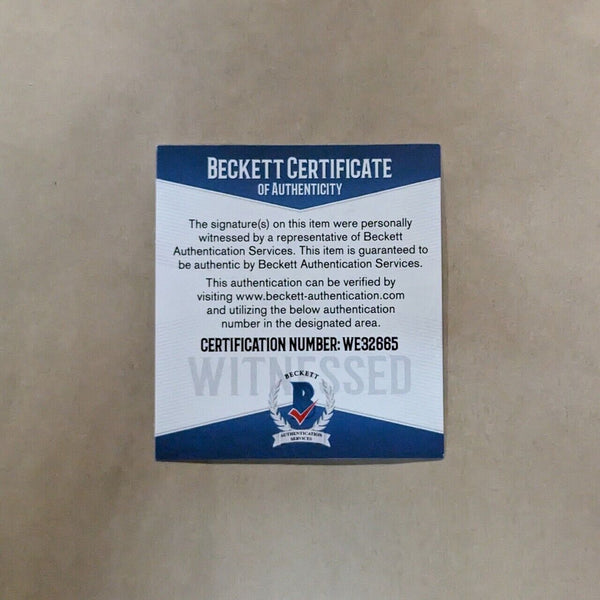 BECKETT CERTIFICATE
OF AUTHENTICITY
The signature(s) on this item were personally
witnessed by a representative of Beckett
Authentication Services. This item is guaranteed to
be authentic by Beckett Authentication Services.
This authentication can be verified by
visiting www.beckett-authentication.com
and utilizing the below authentication
number in the designated area.
CERTIFICATION NUMBER: WE32665
WITNESSED
BECKETT
B
AUTHENTICATION
SERVICES